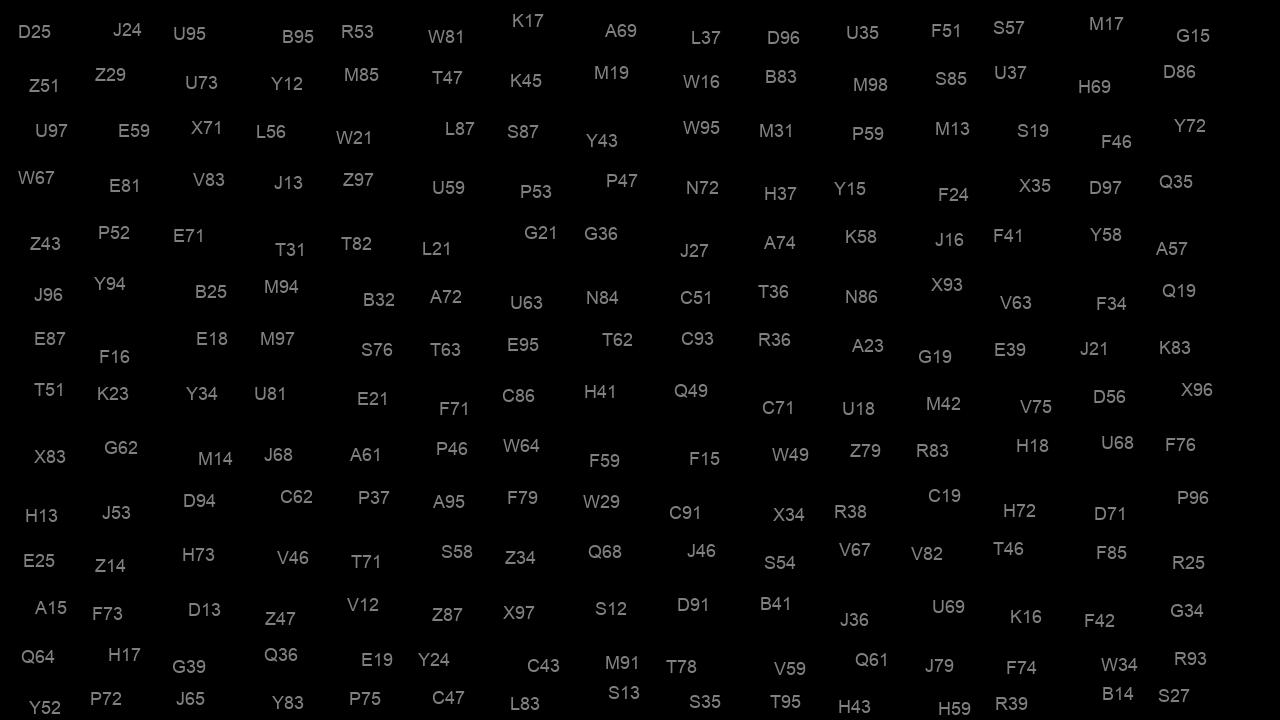 D25 J24 U95 B95 R53 W81 K17 A69 L37 D96 U35 F51 S57 M17 G15
Z51 Z29 U73 Y12 M85 T47 K45 M19 W16 B83 M98 S85 U37 H69 D86
U97 E59 X71 L56 W21 L87 S87 Y43 W95 M31 P59 M13 S19 F46 Y72
W67 E81 V83 J13 Z97 U59 P53 P47 N72 H37 Y15 F24 X35 D97 Q35
Z43 P52 E71 T31 T82 L21 G21 G36 J27 A74 K58 J16 F41 Y58 A57
J96 Y94 B25 M94 B32 A72 U63 N84 C51 T36 N86 X93 V63 F34 Q19
E87 F16 E18 M97 S76 T63 E95 T62 C93 R36 A23 G19 E39 J21 K83
T51 K23 Y34 U81 E21 F71 C86 H41 Q49 C71 U18 M42 V75 D56 X96
X83 G62 M14 J68 A61 P46 W64 F59 F15 W49 Z79 R83 H18 U68 F76
H13 J53 D94 C62 P37 A95 F79 W29 C91 X34 R38 C19 H72 D71 P96
E25 Z14 H73 V46 T71 S58 Z34 Q68 J46 S54 V67 V82 T46 F85 R25
A15 F73 D13 Z47 V12 Z87 X97 S12 D91 B41 J36 U69 K16 F42 G34
Q64 H17 G39 Q36 E19 Y24 C43 M91 T78 V59 Q61 J79 F74 W34 R93
Y52 P72 J65 Y83 P75 C47 L83 S13 S35 T95 H43 H59 R39 B14 S27